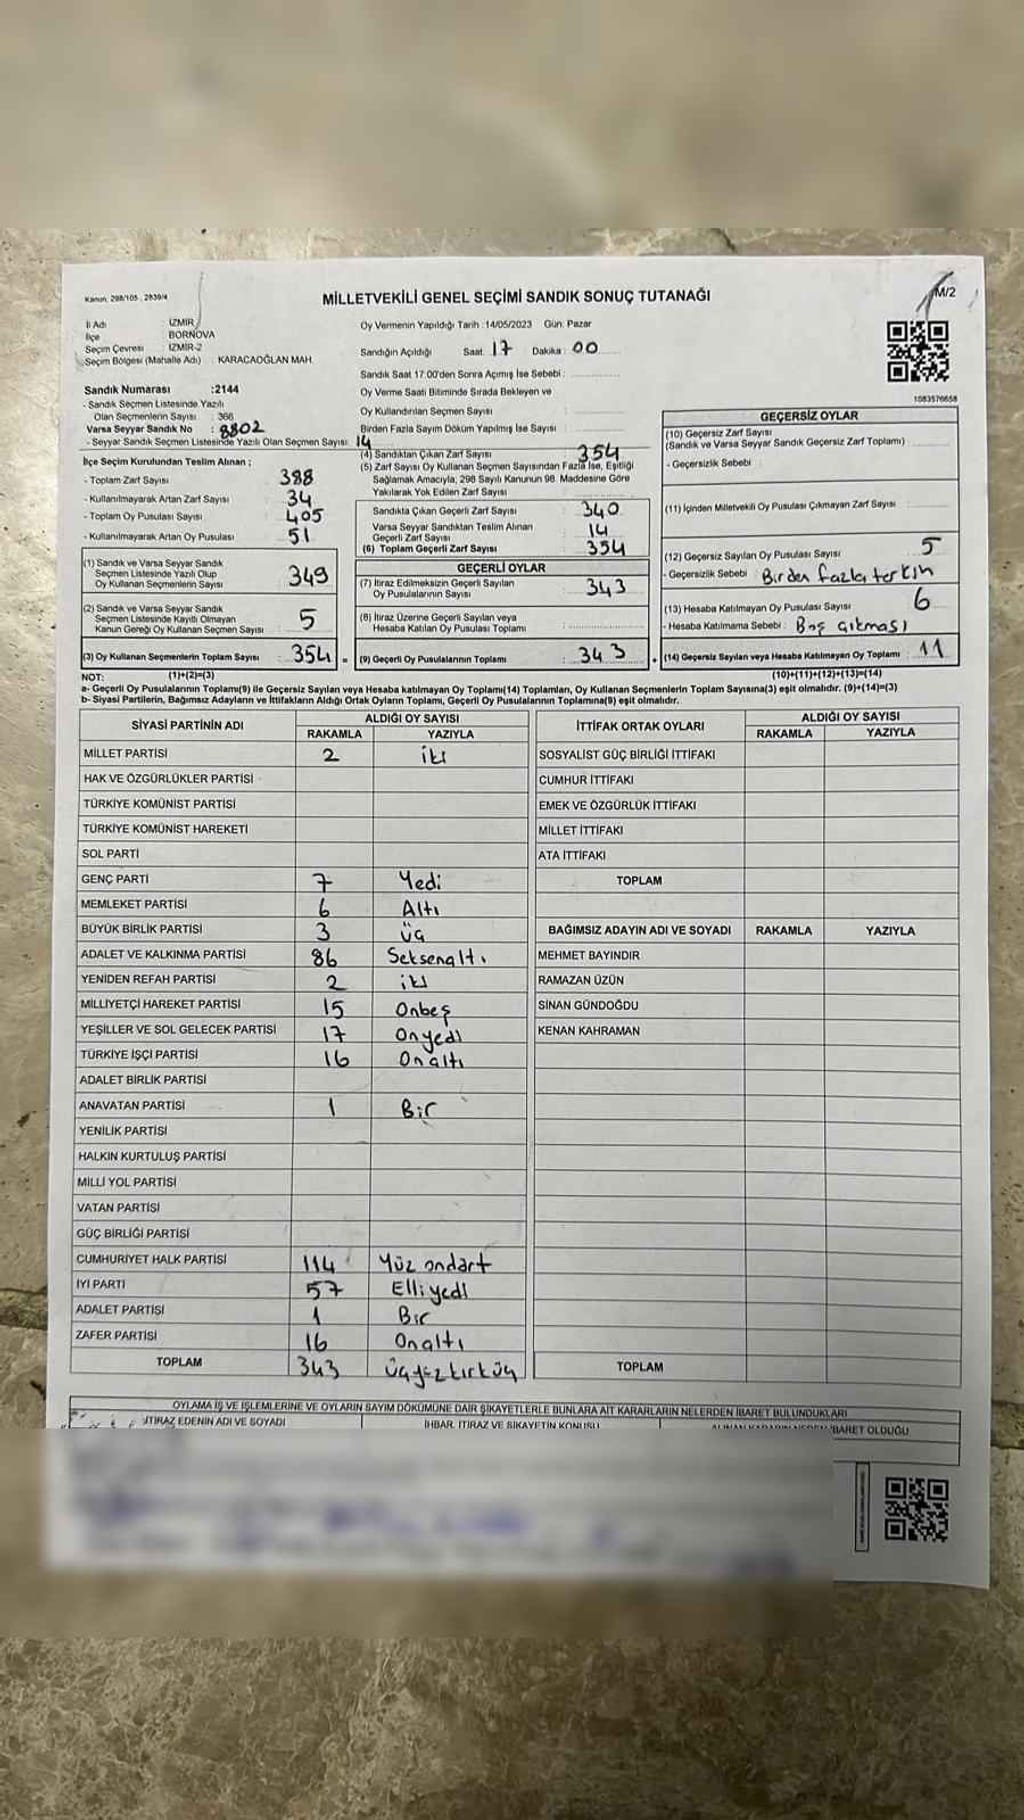 Kanun: 298/105 - 2839/4
MİLLETVEKİLİ GENEL SEÇİMİ SANDIK SONUÇ TUTANAĞI
M/2
İl Adı : İZMİR
İlçe BORNOVA
Seçim Çevresi : İZMİR-2
Seçim Bölgesi (Mahalle Adı) : KARACAOĞLAN MAH.
Sandık Numarası :2144
- Sandık Seçmen Listesinde Yazılı
Olan Seçmenlerin Sayısı : 366
Varsa Seyyar Sandık No : 8802
- Seyyar Sandık Seçmen Listesinde Yazılı Olan Seçmen Sayısı: 14
Oy Vermenin Yapıldığı Tarih :14/05/2023 Gün: Pazar
Sandığın Açıldığı Saat: 17 Dakika: 00
Sandık Saat 17:00'den Sonra Açımış İse Sebebi :
Oy Verme Saati Bitiminde Sırada Bekleyen ve
Oy Kullandırılan Seçmen Sayısı
Birden Fazla Sayım Döküm Yapılmış İse Sayısı :
1083576658
İlçe Seçim Kurulundan Teslim Alınan ;
- Toplam Zarf Sayısı 388
- Kullanılmayarak Artan Zarf Sayısı 34
- Toplam Oy Pusulası Sayısı 405
- Kullanılmayarak Artan Oy Pusulası 51
(1) Sandık ve Varsa Seyyar Sandık
Seçmen Listesinde Yazılı Olup
Oy Kullanan Seçmenlerin Sayısı 349
(2) Sandık ve Varsa Seyyar Sandık
Seçmen Listesinde Kayıtlı Olmayan
Kanun Gereği Oy Kullanan Seçmen Sayısı 5
(3) Oy Kullanan Seçmenlerin Toplam Sayısı : 354
(4) Sandıktan Çıkan Zarf Sayısı 354
(5) Zarf Sayısı Oy Kullanan Seçmen Sayısından Fazla İse, Eşitliği
Sağlamak Amacıyla, 298 Sayılı Kanunun 98. Maddesine Göre
Yakılarak Yok Edilen Zarf Sayısı
Sandıkta Çıkan Geçerli Zarf Sayısı 340
Varsa Seyyar Sandıktan Teslim Alınan
Geçerli Zarf Sayısı 14
(6) Toplam Geçerli Zarf Sayısı 354
GEÇERLİ OYLAR
(7) İtiraz Edilmeksizin Geçerli Sayılan
Oy Pusulalarının Sayısı 343
(8) İtiraz Üzerine Geçerli Sayılan veya
Hesaba Katılan Oy Pusulası Toplamı
(9) Geçerli Oy Pusulalarının Toplamı 343
GEÇERSİZ OYLAR
(10) Geçersiz Zarf Sayısı
(Sandık ve Varsa Seyyar Sandık Geçersiz Zarf Toplamı)
- Geçersizlik Sebebi
(11) İçinden Milletvekili Oy Pusulası Çıkmayan Zarf Sayısı
(12) Geçersiz Sayılan Oy Pusulası Sayısı 5
- Geçersizlik Sebebi Birden fazla terkin
(13) Hesaba Katılmayan Oy Pusulası Sayısı 6
- Hesaba Katılmama Sebebi : Boş çıkması
(14) Geçersiz Sayılan veya Hesaba Katılmayan Oy Toplamı : 11
NOT: (1)+(2)=(3)
(10)+(11)+(12)+(13)=(14)
a- Geçerli Oy Pusulalarının Toplamı(9) ile Geçersiz Sayılan veya Hesaba katılmayan Oy Toplamı(14) Toplamları, Oy Kullanan Seçmenlerin Toplam Sayısına(3) eşit olmalıdır. (9)+(14)=(3)
b- Siyasi Partilerin, Bağımsız Adayların ve İttifakların Aldığı Ortak Oyların Toplamı, Geçerli Oy Pusulalarının Toplamına(9) eşit olmalıdır.
SİYASİ PARTİNİN ADI ALDIĞI OY SAYISI
RAKAMLA YAZIYLA
MİLLET PARTİSİ 2 iki
HAK VE ÖZGÜRLÜKLER PARTİSİ
TÜRKİYE KOMÜNİST PARTİSİ
TÜRKİYE KOMÜNİST HAREKETİ
SOL PARTİ
GENÇ PARTİ 7 Yedi
MEMLEKET PARTİSİ 6 Altı
BÜYÜK BİRLİK PARTİSİ 3 üç
ADALET VE KALKINMA PARTİSİ 86 Seksenaltı
YENİDEN REFAH PARTİSİ 2 iki
MİLLİYETÇİ HAREKET PARTİSİ 15 Onbeş
YEŞİLLER VE SOL GELECEK PARTİSİ 17 Onyedi
TÜRKİYE İŞÇİ PARTİSİ 16 Onaltı
ADALET BİRLİK PARTİSİ
ANAVATAN PARTİSİ 1 Bir
YENİLİK PARTİSİ
HALKIN KURTULUŞ PARTİSİ
MİLLİ YOL PARTİSİ
VATAN PARTİSİ
GÜÇ BİRLİĞİ PARTİSİ
CUMHURİYET HALK PARTİSİ 114 Yüz ondört
İYİ PARTİ 57 Elliyedi
ADALET PARTİSİ 1 Bir
ZAFER PARTİSİ 16 Onaltı
TOPLAM 343 üçyüzkırküç
İTTİFAK ORTAK OYLARI ALDIĞI OY SAYISI
RAKAMLA YAZIYLA
SOSYALİST GÜÇ BİRLİĞİ İTTİFAKI
CUMHUR İTTİFAKI
EMEK VE ÖZGÜRLÜK İTTİFAKI
MİLLET İTTİFAKI
ATA İTTİFAKI
TOPLAM
BAĞIMSIZ ADAYIN ADI VE SOYADI RAKAMLA YAZIYLA
MEHMET BAYINDIR
RAMAZAN ÜZÜN
SİNAN GÜNDOĞDU
KENAN KAHRAMAN
TOPLAM
OYLAMA İŞ VE İŞLEMLERİNE VE OYLARIN SAYIM DÖKÜMÜNE DAİR ŞİKAYETLERLE BUNLARA AİT KARARLARIN NELERDEN İBARET BULUNDUKLARI
İTİRAZ EDENİN ADI VE SOYADI İHBAR, İTİRAZ VE ŞİKAYETİN KONUSU İBARET OLDUĞU